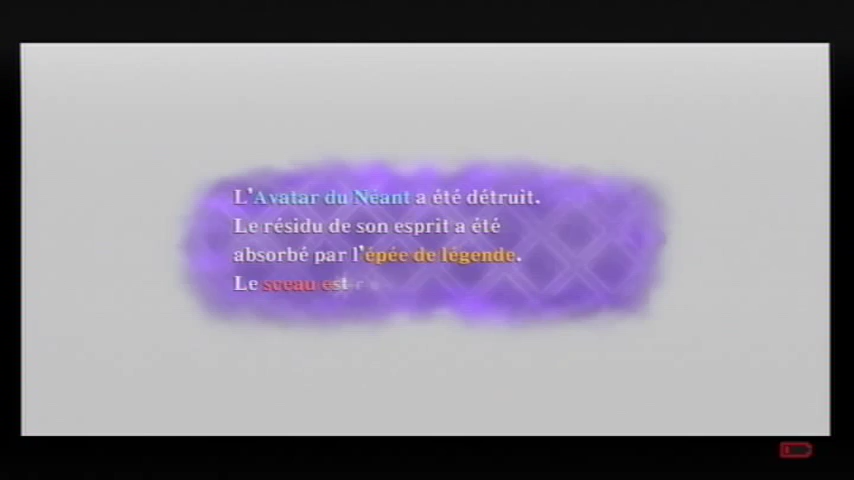 L'Avatar du Néant a été détruit.
Le résidu de son esprit a été
absorbé par l'épée de légende.
Le sceau est r